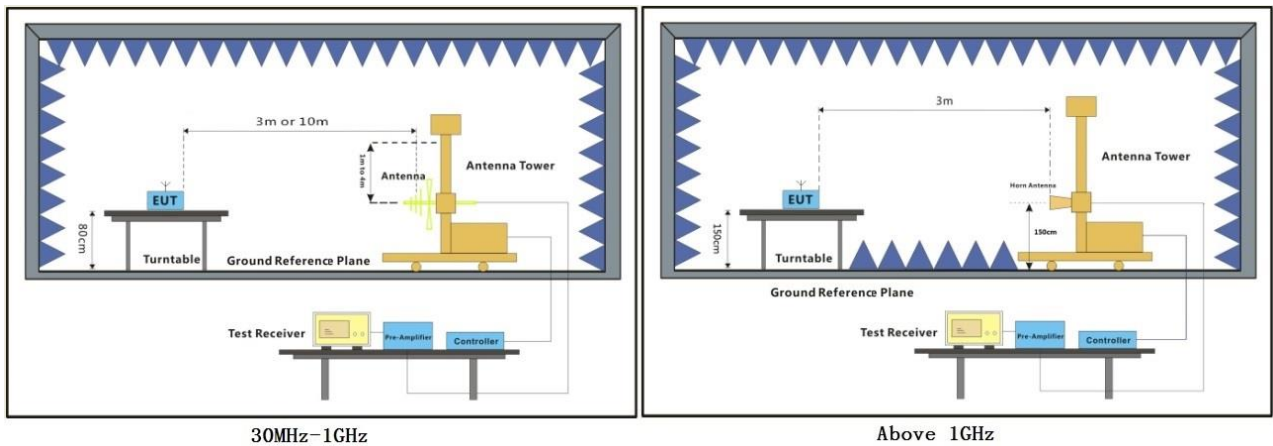 3m or 10m
1m to 4m
Antenna
Antenna Tower
EUT
80cm
Turntable
Ground Reference Plane
Test Receiver
Pre-Amplifier
Controller
30MHz-1GHz
3m
Antenna Tower
Horn Antenna
EUT
150cm
150cm
Turntable
Ground Reference Plane
Test Receiver
Pre-Amplifier
Controller
Above 1GHz